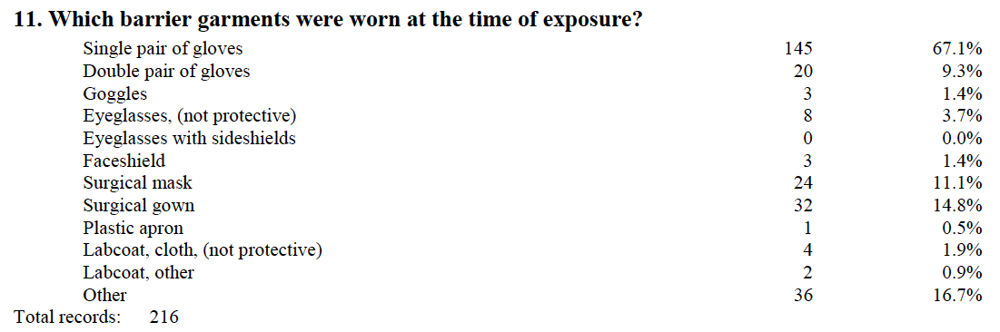 11. Which barrier garments were worn at the time of exposure?
Single pair of gloves 145 67.1%
Double pair of gloves 20 9.3%
Goggles 3 1.4%
Eyeglasses, (not protective) 8 3.7%
Eyeglasses with sideshields 0 0.0%
Faceshield 3 1.4%
Surgical mask 24 11.1%
Surgical gown 32 14.8%
Plastic apron 1 0.5%
Labcoat, cloth, (not protective) 4 1.9%
Labcoat, other 2 0.9%
Other 36 16.7%
Total records: 216